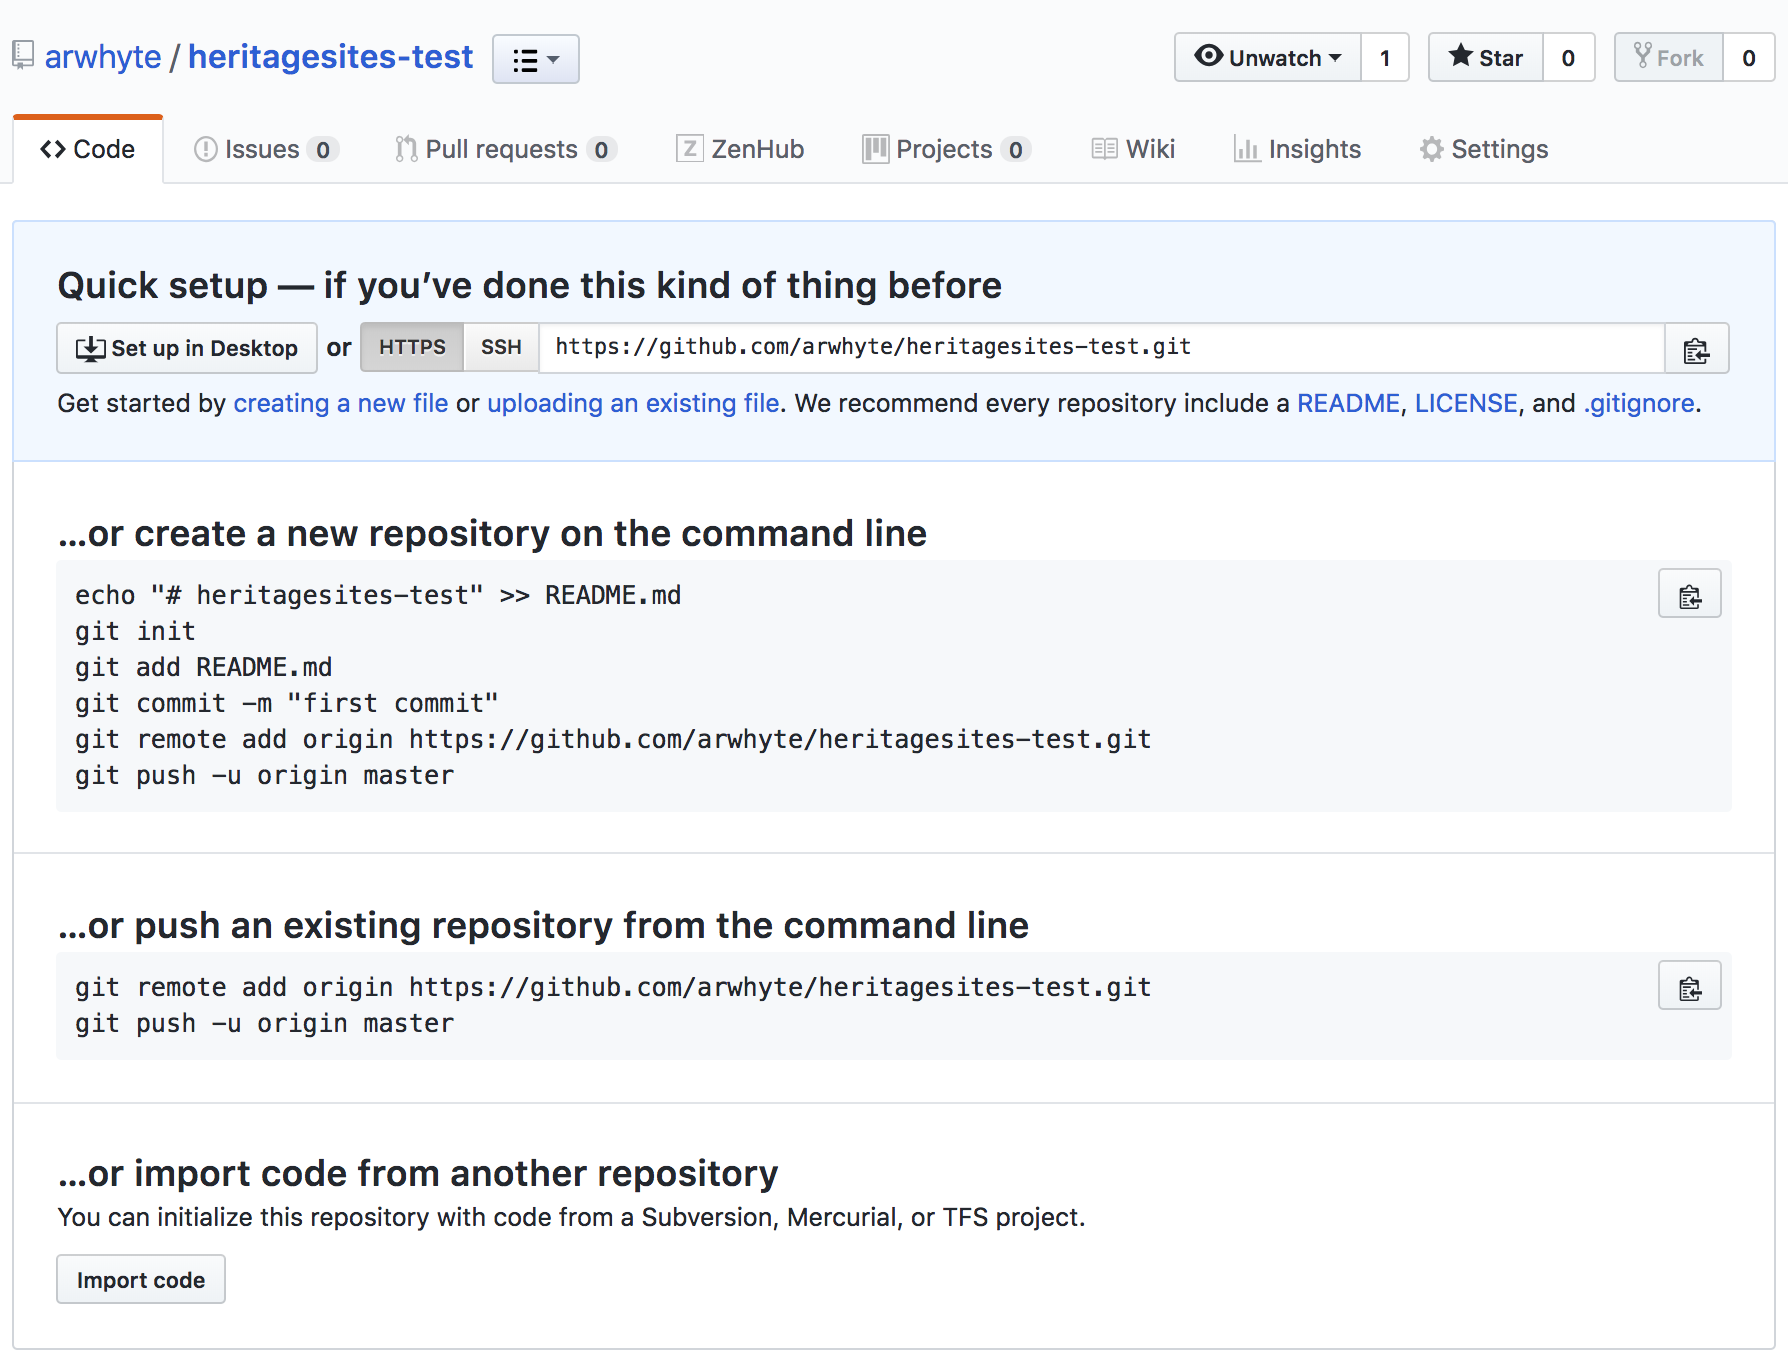 arwhyte / heritagesites-test
Unwatch 1 Star 0 Fork 0
Code Issues 0 Pull requests 0 Z ZenHub Projects 0 Wiki Insights Settings
Quick setup — if you’ve done this kind of thing before
Set up in Desktop or HTTPS SSH https://github.com/arwhyte/heritagesites-test.git
Get started by creating a new file or uploading an existing file. We recommend every repository include a README, LICENSE, and .gitignore.
…or create a new repository on the command line
echo "# heritagesites-test" >> README.md
git init
git add README.md
git commit -m "first commit"
git remote add origin https://github.com/arwhyte/heritagesites-test.git
git push -u origin master
…or push an existing repository from the command line
git remote add origin https://github.com/arwhyte/heritagesites-test.git
git push -u origin master
…or import code from another repository
You can initialize this repository with code from a Subversion, Mercurial, or TFS project.
Import code